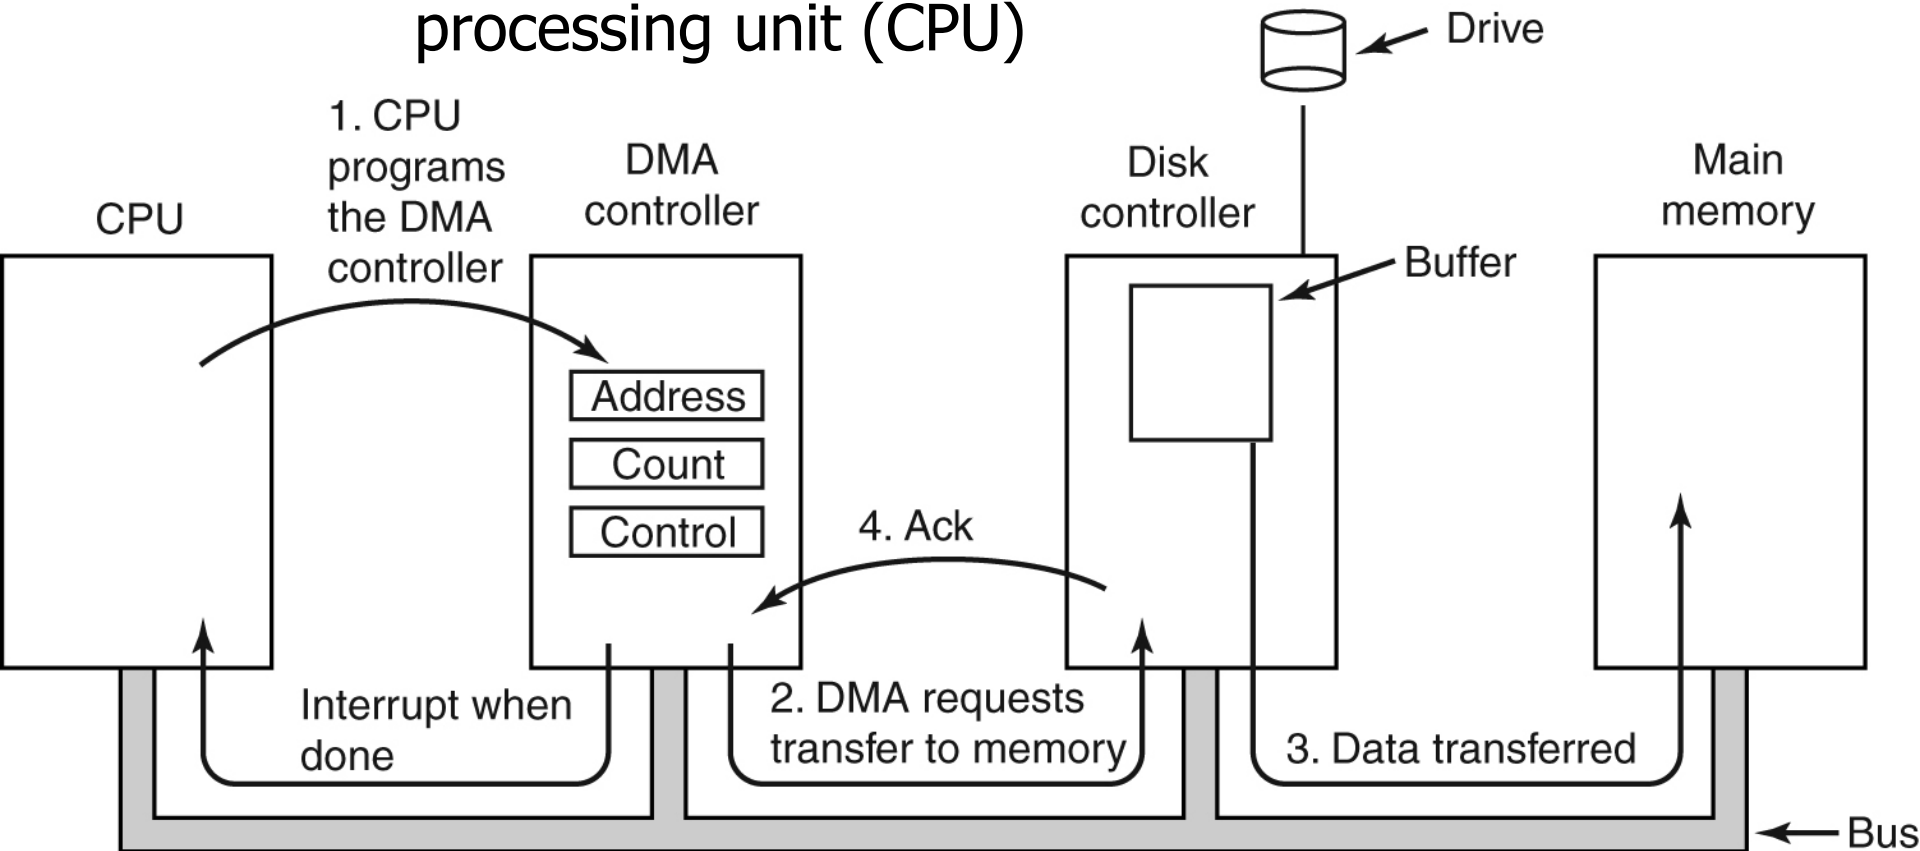 processing unit (CPU)
Drive
1. CPU
programs
the DMA
controller
CPU
DMA
controller
Disk
controller
Main
memory
Buffer
Address
Count
Control
4. Ack
Interrupt when
done
2. DMA requests
transfer to memory
3. Data transferred
Bus